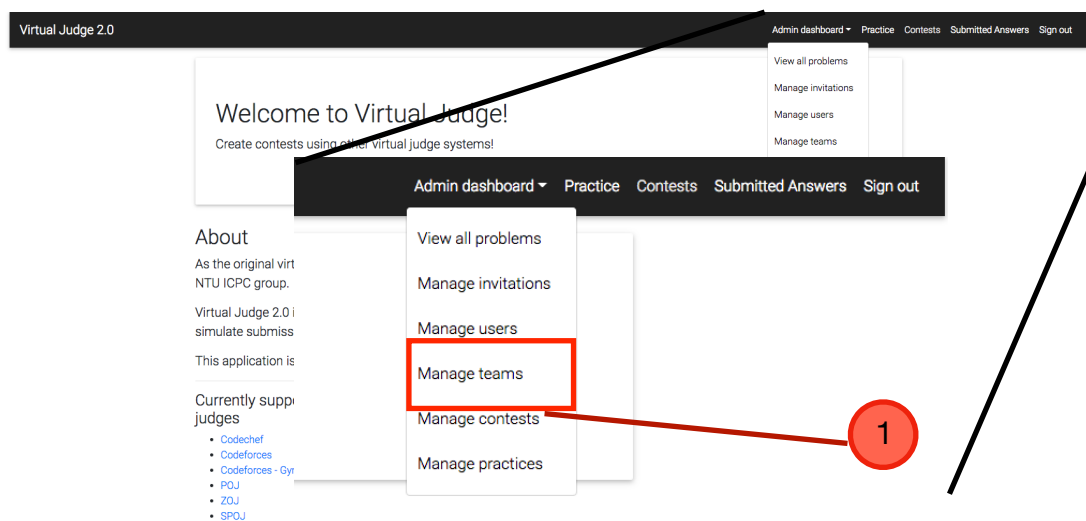 Virtual Judge 2.0
Admin dashboard Practice Contests Submitted Answers Sign out
View all problems
Manage invitations
Manage users
Manage teams
Welcome to Virtual Judge!
Create contests using other virtual judge systems!
Admin dashboard Practice Contests Submitted Answers Sign out
View all problems
Manage invitations
Manage users
Manage teams
Manage contests
Manage practices
1
About
As the original virt
NTU ICPC group.
Virtual Judge 2.0 i
simulate submiss
This application is
Currently suppo
judges
Codechef
Codeforces
Codeforces - Gyr
POJ
ZOJ
SPOJ